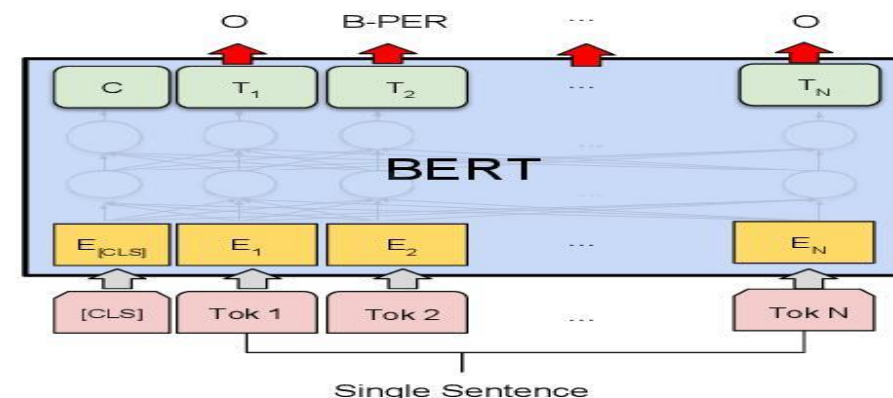 O B-PER ... O
C T1 T2 ... TN
...
BERT
...
E[CLS] E1 E2 ... EN
[CLS] Tok 1 Tok 2 ... Tok N
Single Sentence